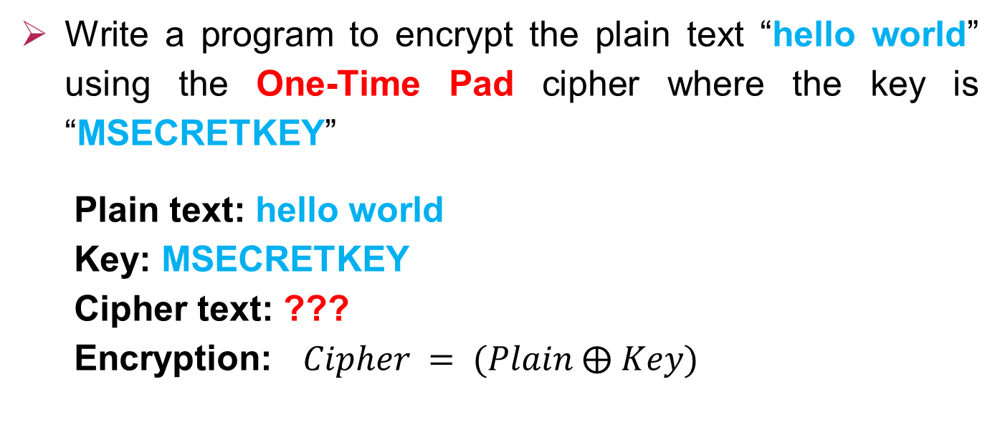 ➢ Write a program to encrypt the plain text “hello world”
using the One-Time Pad cipher where the key is
“MSECRETKEY”
Plain text: hello world
Key: MSECRETKEY
Cipher text: ???
Encryption: Cipher = (Plain ⊕ Key)